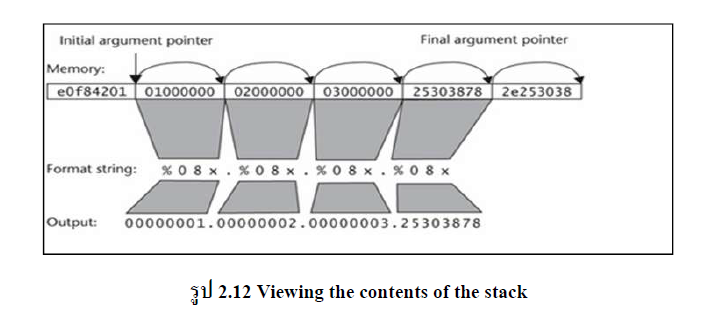 Initial argument pointer Final argument pointer
Memory:
e0f84201 01000000 02000000 03000000 25303878 2e253038
Format string: %08x.%08x.%08x.%08x
Output: 00000001.00000002.00000003.25303878
รูป 2.12 Viewing the contents of the stack